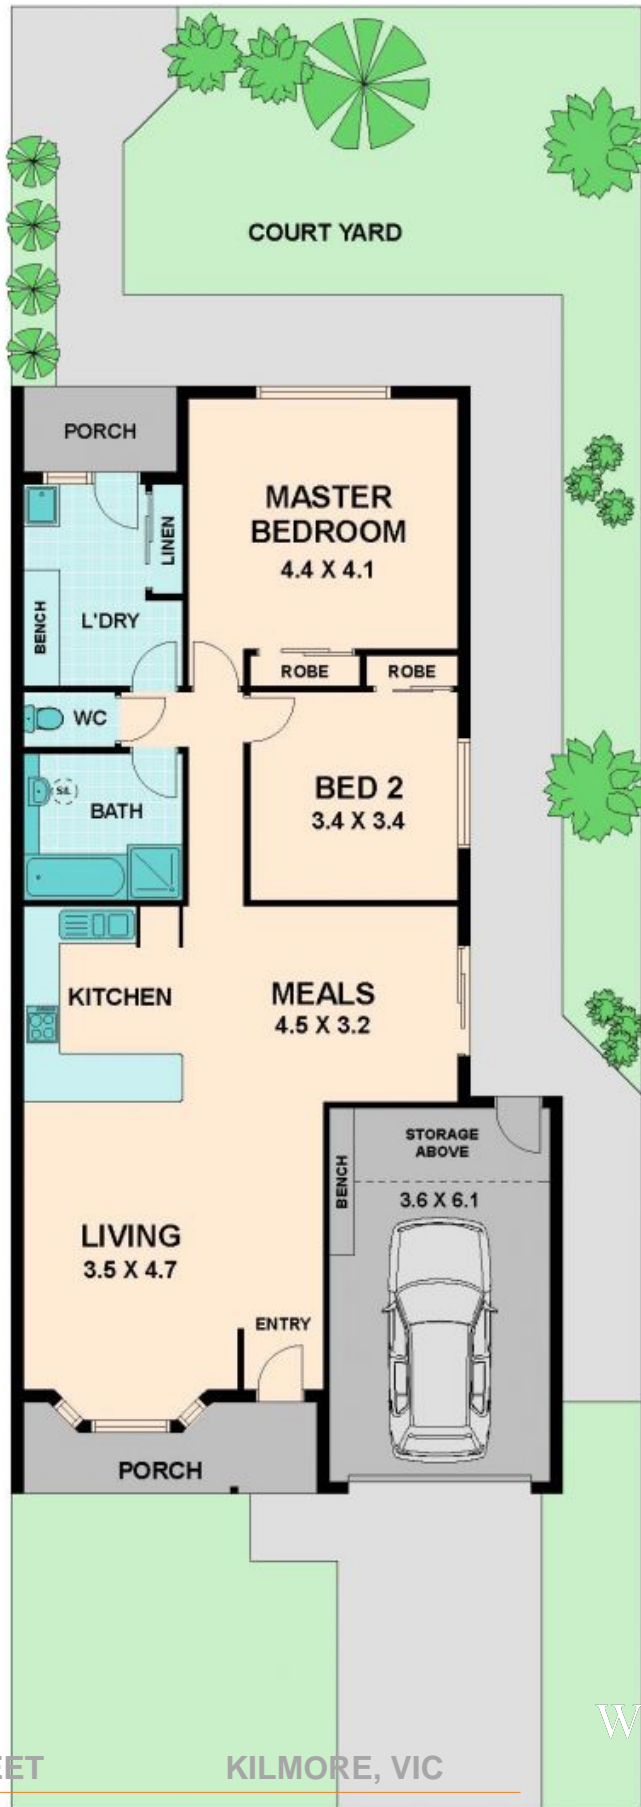 COURT YARD
PORCH
MASTER
BEDROOM
4.4 X 4.1
LINEN
L'DRY
BENCH
ROBE
ROBE
WC
BED 2
3.4 X 3.4
BATH
KITCHEN
MEALS
4.5 X 3.2
STORAGE
ABOVE
BENCH
3.6 X 6.1
LIVING
3.5 X 4.7
ENTRY
PORCH
W
EET KILMORE, VIC